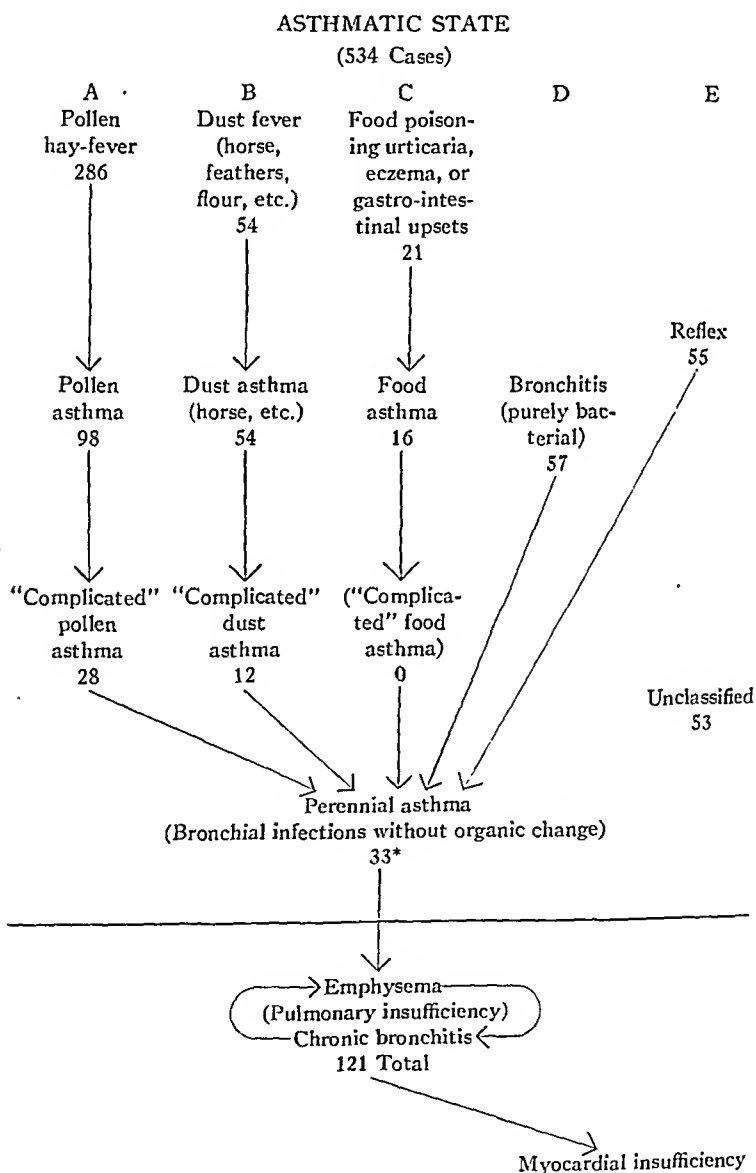 ASTHMATIC STATE
(534 Cases)
A
Pollen
hay-fever
286
B
Dust fever
(horse,
feathers,
flour, etc.)
54
C
Food poison-
ing urticaria,
eczema, or
gastro-intes-
tinal upsets
21
D
E
Reflex
55
Pollen
asthma
98
Dust asthma
(horse, etc.)
54
Food
asthma
16
Bronchitis
(purely bac-
terial)
57
"Complicated"
pollen
asthma
28
"Complicated"
dust
asthma
12
("Complica-
ted" food
asthma)
0
Unclassified
53
Perennial asthma
(Bronchial infections without organic change)
33*
Emphysema
(Pulmonary insufficiency)
Chronic bronchitis
121 Total
Myocardial insufficiency